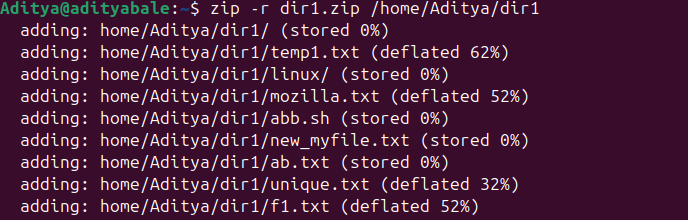 Aditya@adityabale:~$ zip -r dir1.zip /home/Aditya/dir1
adding: home/Aditya/dir1/ (stored 0%)
adding: home/Aditya/dir1/temp1.txt (deflated 62%)
adding: home/Aditya/dir1/linux/ (stored 0%)
adding: home/Aditya/dir1/mozilla.txt (deflated 52%)
adding: home/Aditya/dir1/abb.sh (stored 0%)
adding: home/Aditya/dir1/new_myfile.txt (stored 0%)
adding: home/Aditya/dir1/ab.txt (stored 0%)
adding: home/Aditya/dir1/unique.txt (deflated 32%)
adding: home/Aditya/dir1/f1.txt (deflated 52%)